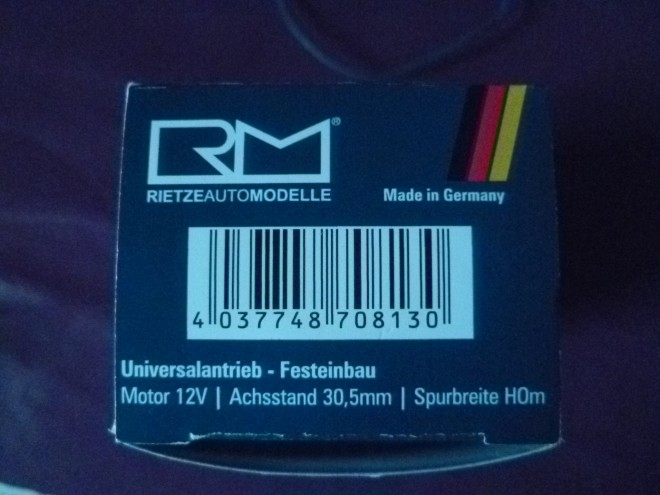 RM®
RIETZEAUTOMODELLE
Made in Germany
4 037748 708130
Universalantrieb - Festeinbau
Motor 12V | Achsstand 30,5mm | Spurbreite H0m